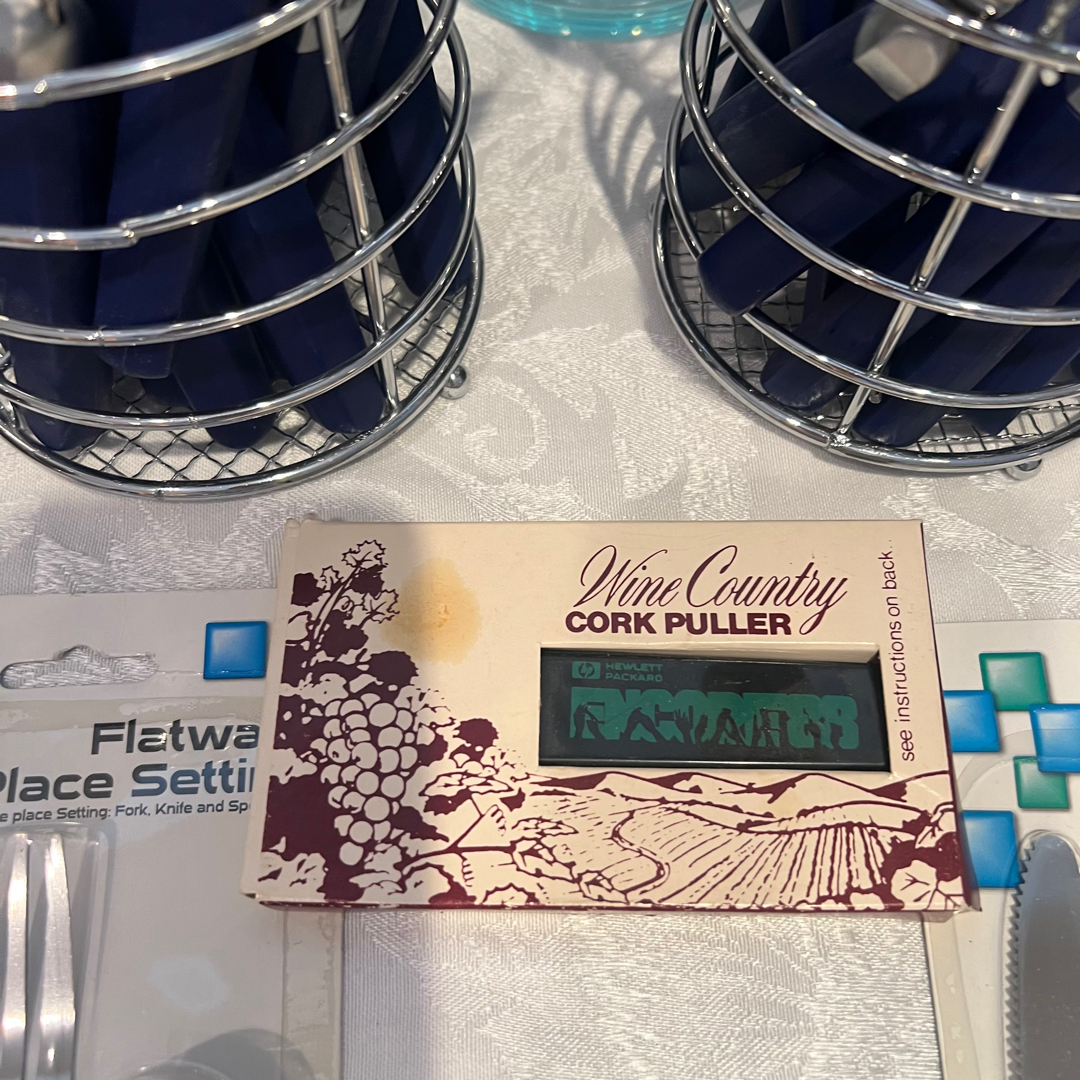 Wine Country
CORK PULLER
hp HEWLETT
PACKARD
see instructions on back..
Flatwa
Place Settin
e place Setting: Fork, Knife and Sp